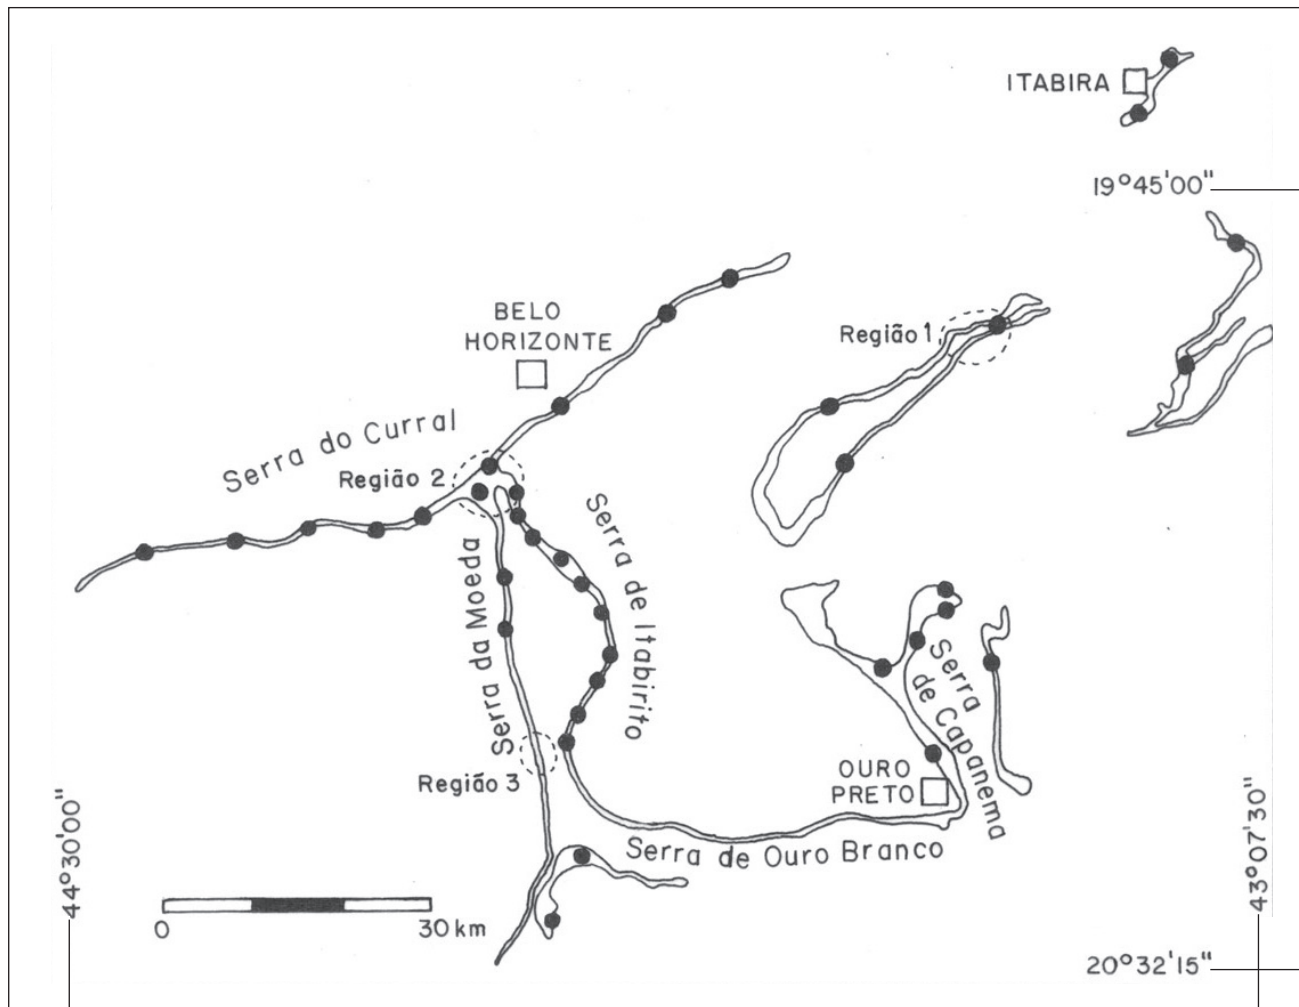 ITABIRA
19°45'00"
BELO
HORIZONTE
Região 1
Serra do Curral
Região 2
Serra de Itabirito
Serra da Moeda
Serra
de Capanema
Região 3
OURO
PRETO
Serra de Ouro Branco
44°30'00"
43°07'30"
0
30 km
20°32'15"